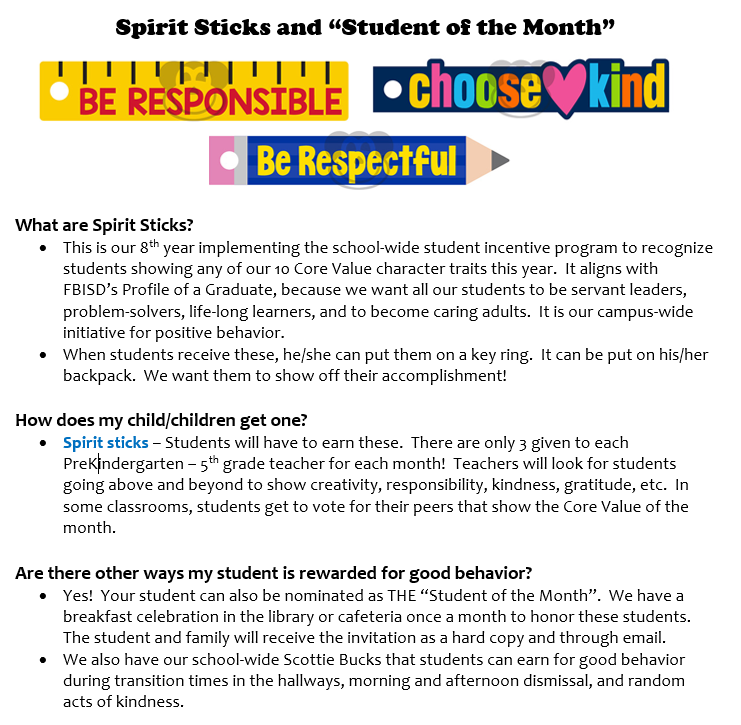 Spirit Sticks and “Student of the Month”
BE RESPONSIBLE
choose kind
Be Respectful
What are Spirit Sticks?
• This is our 8th year implementing the school-wide student incentive program to recognize
students showing any of our 10 Core Value character traits this year.  It aligns with
FBISD’s Profile of a Graduate, because we want all our students to be servant leaders,
problem-solvers, life-long learners, and to become caring adults.  It is our campus-wide
initiative for positive behavior.
• When students receive these, he/she can put them on a key ring.  It can be put on his/her
backpack.  We want them to show off their accomplishment!
How does my child/children get one?
• Spirit sticks – Students will have to earn these.  There are only 3 given to each
PreKindergarten – 5th grade teacher for each month!  Teachers will look for students
going above and beyond to show creativity, responsibility, kindness, gratitude, etc.  In
some classrooms, students get to vote for their peers that show the Core Value of the
month.
Are there other ways my student is rewarded for good behavior?
• Yes!  Your student can also be nominated as THE “Student of the Month”.  We have a
breakfast celebration in the library or cafeteria once a month to honor these students.
The student and family will receive the invitation as a hard copy and through email.
• We also have our school-wide Scottie Bucks that students can earn for good behavior
during transition times in the hallways, morning and afternoon dismissal, and random
acts of kindness.